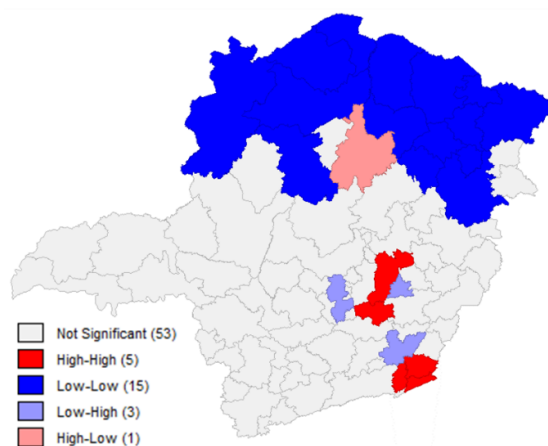 Not Significant (53)
High-High (5)
Low-Low (15)
Low-High (3)
High-Low (1)